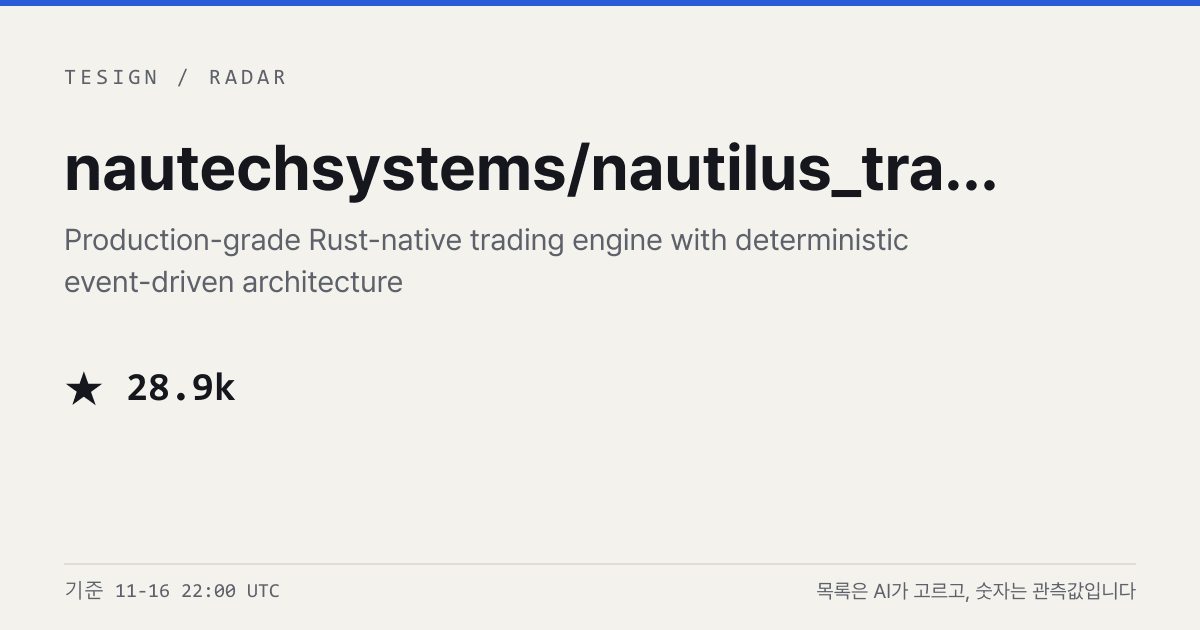 TESIGN / RADAR
nautechsystems/nautilus_tra...
Production-grade Rust-native trading engine with deterministic
event-driven architecture
★ 28.9k
기준 11-16 22:00 UTC
목록은 AI가 고르고, 숫자는 관측값입니다